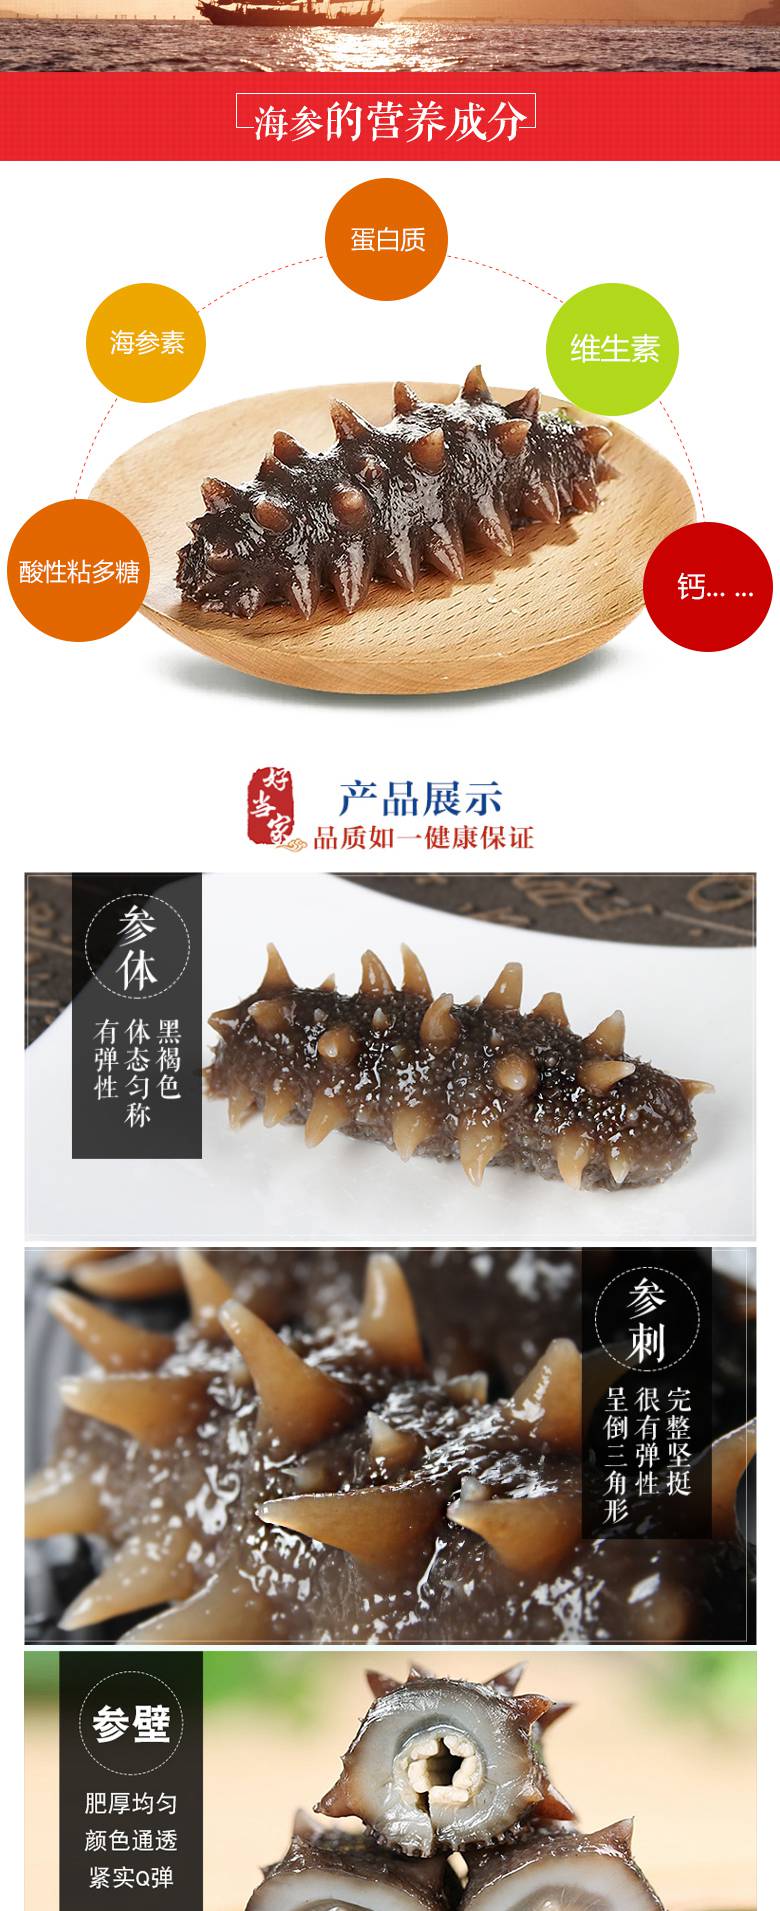 海参的营养成分
蛋白质
海参素
维生素
酸性粘多糖
钙... ...
好当家
产品展示
品质如一健康保证
参体
黑褐色
体态匀称
有弹性
参刺
完整坚挺
很有弹性
呈倒三角形
参壁
肥厚均匀
颜色通透
紧实Q弹